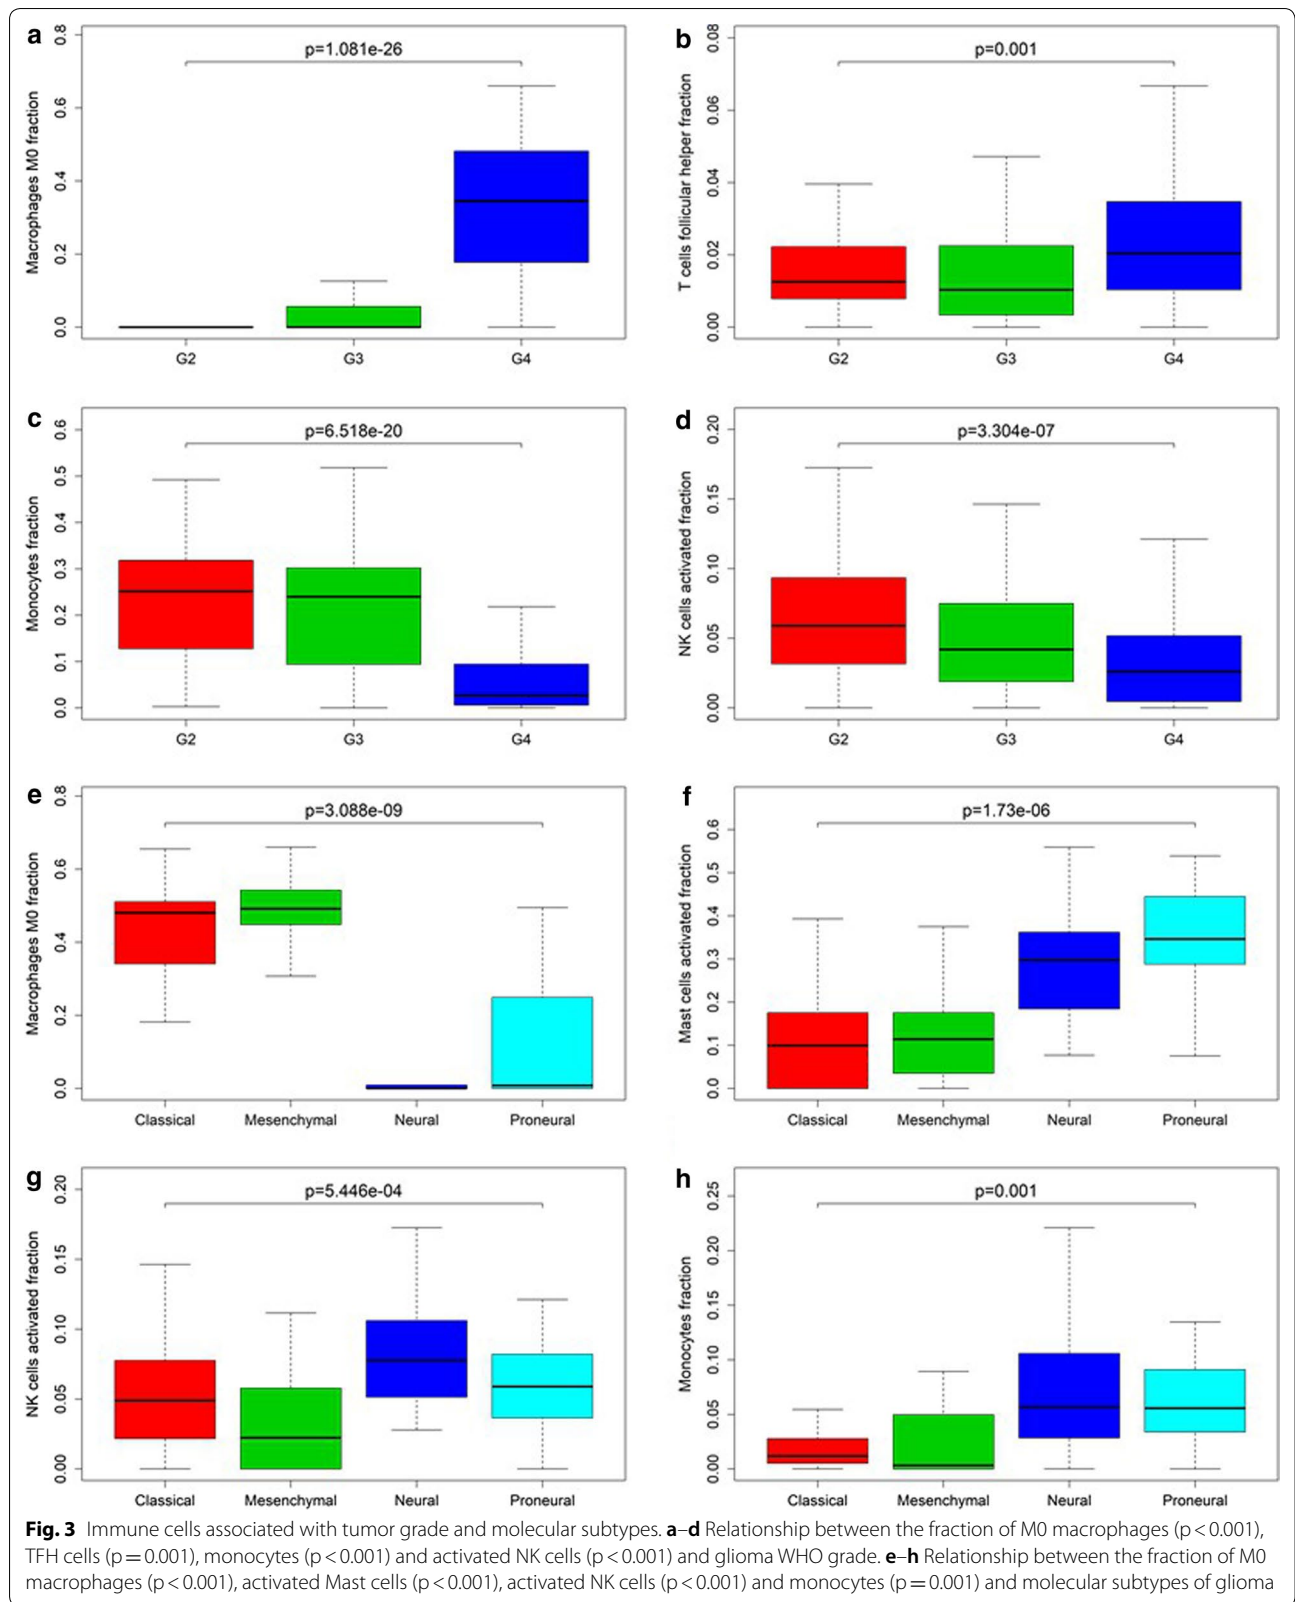 a
p=1.081e-26
Macrophages M0 fraction
0.8
0.6
0.4
0.2
0.0
G2 G3 G4
b
p=0.001
T cells follicular helper fraction
0.08
0.06
0.04
0.02
0.00
G2 G3 G4
c
p=6.518e-20
Monocytes fraction
0.6
0.5
0.4
0.3
0.2
0.1
0.0
G2 G3 G4
d
p=3.304e-07
NK cells activated fraction
0.20
0.15
0.10
0.05
0.00
G2 G3 G4
e
p=3.088e-09
Macrophages M0 fraction
0.8
0.6
0.4
0.2
0.0
Classical Mesenchymal Neural Proneural
f
p=1.73e-06
Mast cells activated fraction
0.6
0.5
0.4
0.3
0.2
0.1
0.0
Classical Mesenchymal Neural Proneural
g
p=5.446e-04
NK cells activated fraction
0.20
0.15
0.10
0.05
0.00
Classical Mesenchymal Neural Proneural
h
p=0.001
Monocytes fraction
0.25
0.20
0.15
0.10
0.05
0.00
Classical Mesenchymal Neural Proneural
Fig. 3 Immune cells associated with tumor grade and molecular subtypes. a–d Relationship between the fraction of M0 macrophages (p < 0.001),
TFH cells (p = 0.001), monocytes (p < 0.001) and activated NK cells (p < 0.001) and glioma WHO grade. e–h Relationship between the fraction of M0
macrophages (p < 0.001), activated Mast cells (p < 0.001), activated NK cells (p < 0.001) and monocytes (p = 0.001) and molecular subtypes of glioma